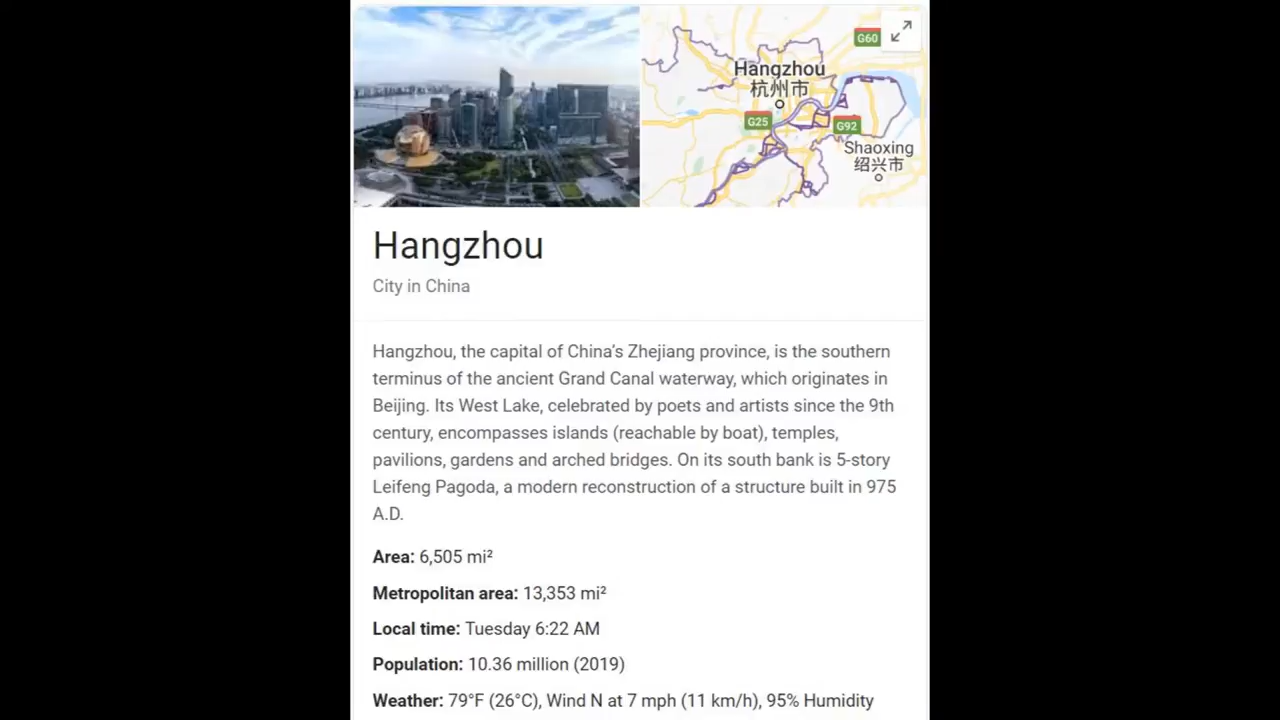 G60
Hangzhou
杭州市
G25
G92
Shaoxing
绍兴市
Hangzhou
City in China
Hangzhou, the capital of China's Zhejiang province, is the southern
terminus of the ancient Grand Canal waterway, which originates in
Beijing. Its West Lake, celebrated by poets and artists since the 9th
century, encompasses islands (reachable by boat), temples,
pavilions, gardens and arched bridges. On its south bank is 5-story
Leifeng Pagoda, a modern reconstruction of a structure built in 975
A.D.
Area: 6,505 mi²
Metropolitan area: 13,353 mi²
Local time: Tuesday 6:22 AM
Population: 10.36 million (2019)
Weather: 79°F (26°C), Wind N at 7 mph (11 km/h), 95% Humidity